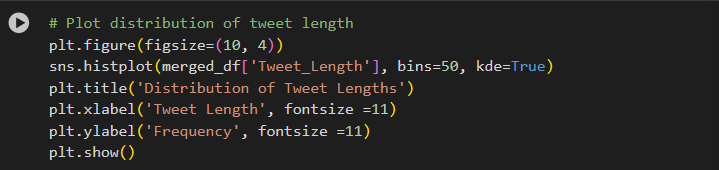 # Plot distribution of tweet length
plt.figure(figsize=(10, 4))
sns.histplot(merged_df['Tweet_Length'], bins=50, kde=True)
plt.title('Distribution of Tweet Lengths')
plt.xlabel('Tweet Length', fontsize =11)
plt.ylabel('Frequency', fontsize =11)
plt.show()